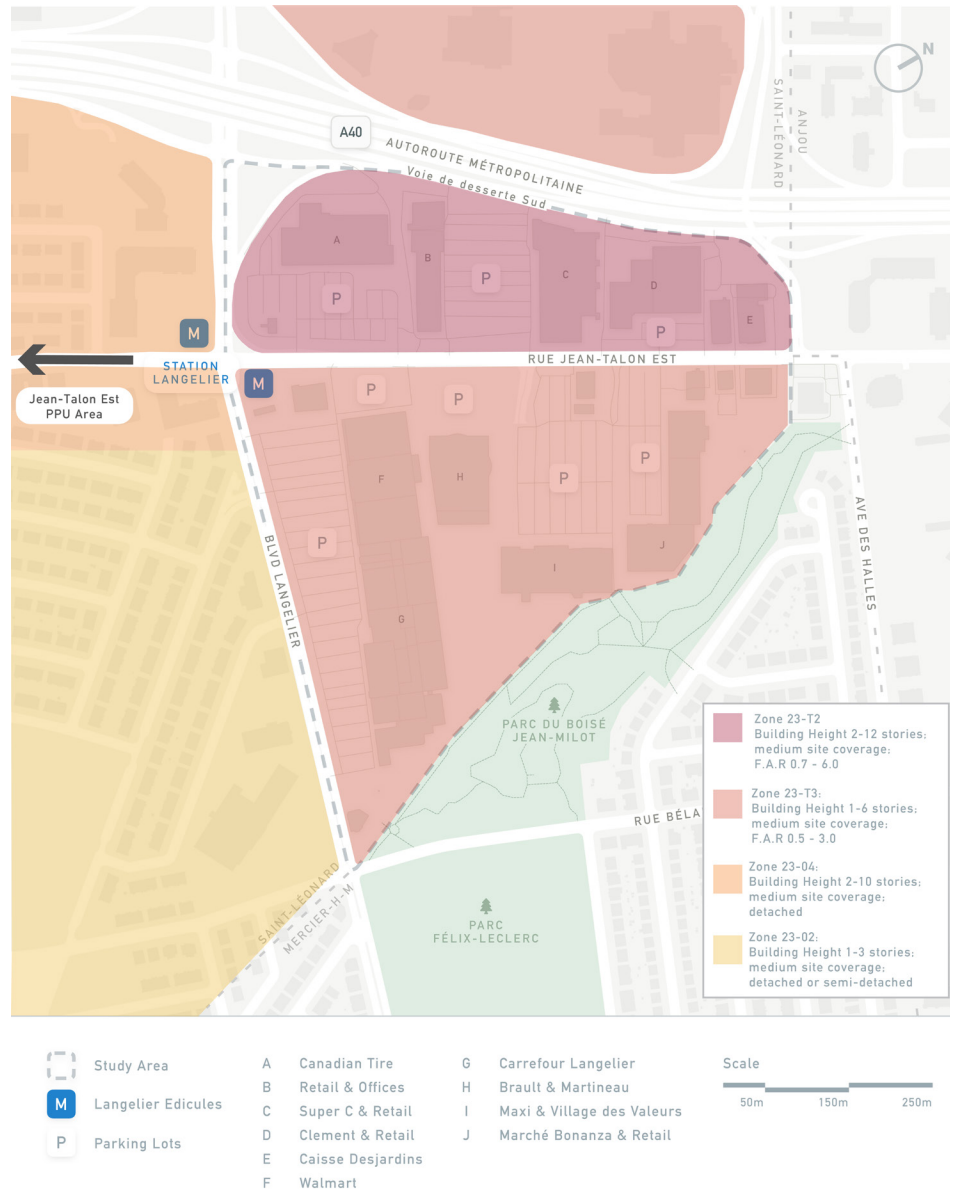 N
A40
AUTOROUTE MÉTROPOLITAINE
Voie de desserte Sud
SAINT-LÉONARD
ANJOU
A
B
C
D
E
P
P
P
M
STATION
LANGELIER
M
RUE JEAN-TALON EST
Jean-Talon Est
PPU Area
P
P
P
P
P
F
H
I
J
G
BLVD LANGELIER
AVE DES HALLES
PARC DU BOISÉ
JEAN-MILOT
RUE BÉLA
SAINT-LÉONARD
MERCIER-H-M
PARC
FÉLIX-LECLERC
Zone 23-T2
Building Height 2-12 stories;
medium site coverage;
F.A.R 0.7 - 6.0
Zone 23-T3:
Building Height 1-6 stories;
medium site coverage;
F.A.R 0.5 - 3.0
Zone 23-04:
Building Height 2-10 stories;
medium site coverage;
detached
Zone 23-02:
Building Height 1-3 stories;
medium site coverage;
detached or semi-detached
Study Area
M Langelier Edicules
P Parking Lots
A Canadian Tire
B Retail & Offices
C Super C & Retail
D Clement & Retail
E Caisse Desjardins
F Walmart
G Carrefour Langelier
H Brault & Martineau
I Maxi & Village des Valeurs
J Marché Bonanza & Retail
Scale
50m 150m 250m